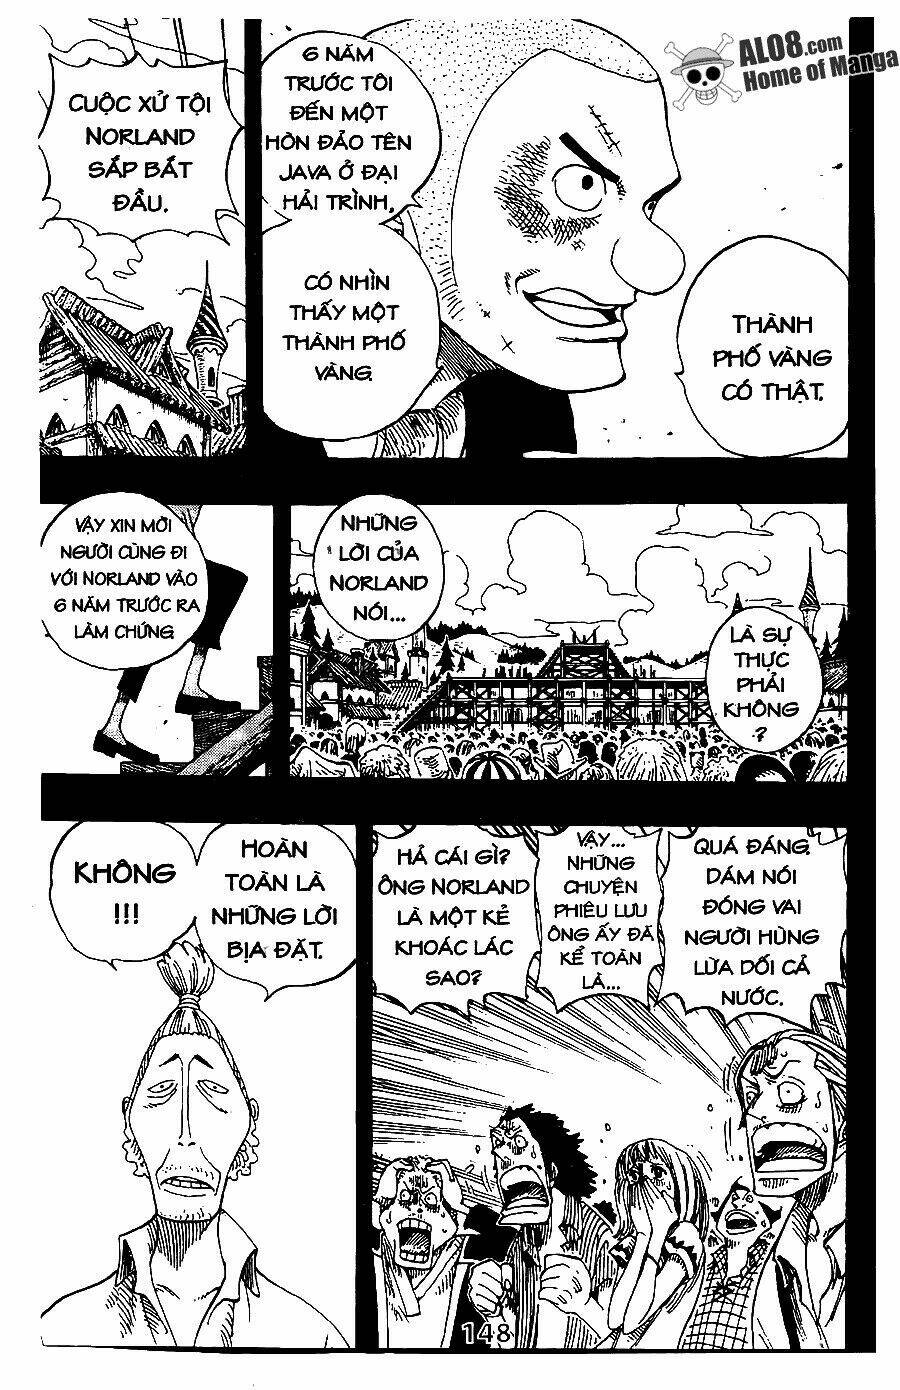 AL08.com
Home of Manga
6 NĂM
TRƯỚC TÔI
ĐẾN MỘT
HÒN ĐẢO TÊN
JAVA Ở ĐẠI
HẢI TRÌNH,
CÓ NHÌN
THẤY MỘT
THÀNH PHỐ
VÀNG.
THÀNH
PHỐ VÀNG
CÓ THẬT.
CUỘC XỬ TỘI
NORLAND
SẮP BẮT
ĐẦU.
VẬY XIN MỜI
NGƯỜI CÙNG ĐI
VỚI NORLAND VÀO
6 NĂM TRƯỚC RA
LÀM CHỨNG.
NHỮNG
LỜI CỦA
NORLAND
NÓI...
LÀ SỰ
THỰC
PHẢI
KHÔNG
?
KHÔNG
!!!
HOÀN
TOÀN LÀ
NHỮNG LỜI
BỊA ĐẶT.
HẢ CÁI GÌ?
ÔNG NORLAND
LÀ MỘT KẺ
KHOÁC LÁC
SAO?
VẬY...
NHỮNG
CHUYỆN
PHIÊU LƯU
ÔNG ẤY ĐÃ
KỂ TOÀN
LÀ...
QUÁ ĐÁNG.
DÁM NÓI
ĐÓNG VAI
NGƯỜI HÙNG
LỪA DỐI CẢ
NƯỚC.
148